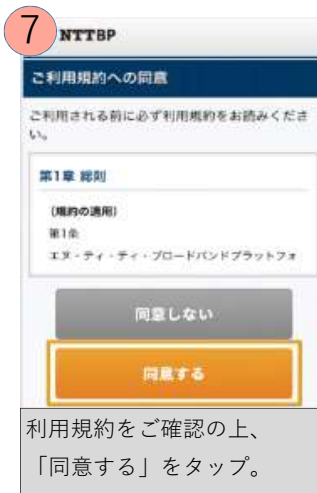 7
NTTBP
ご利用規約への同意
ご利用される前に必ず利用規約をお読みくださ
い。
第1章 総則
(規約の適用)
第1条
エヌ・ティ・ティ・ブロードバンドプラットフォ
同意しない
同意する
利用規約をご確認の上、
「同意する」をタップ。